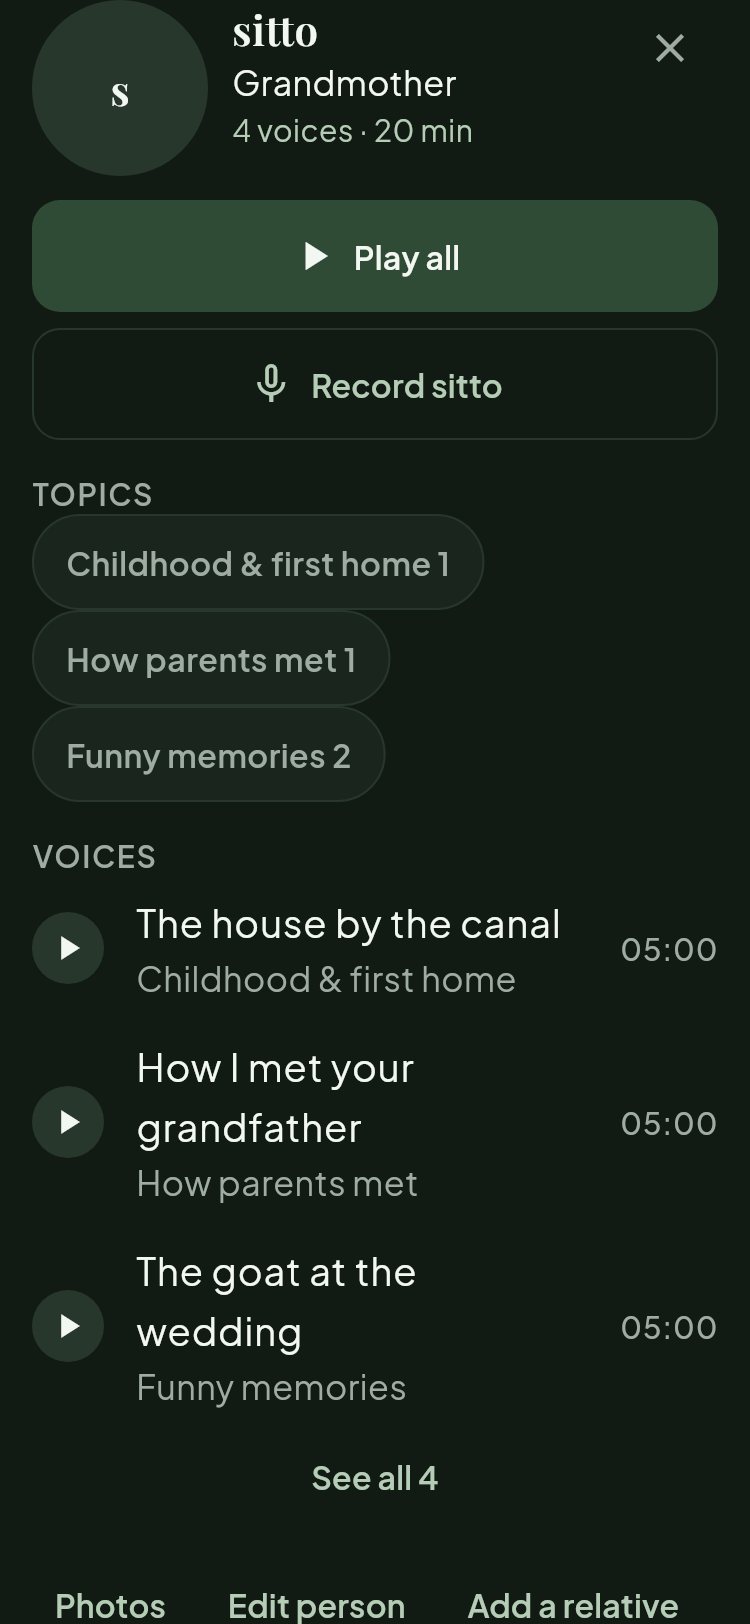 s
sitto
Grandmother
4 voices · 20 min
Play all
Record sitto
TOPICS
Childhood & first home 1
How parents met 1
Funny memories 2
VOICES
The house by the canal
Childhood & first home
05:00
How I met your
grandfather
How parents met
05:00
The goat at the
wedding
Funny memories
05:00
See all 4
Photos
Edit person
Add a relative